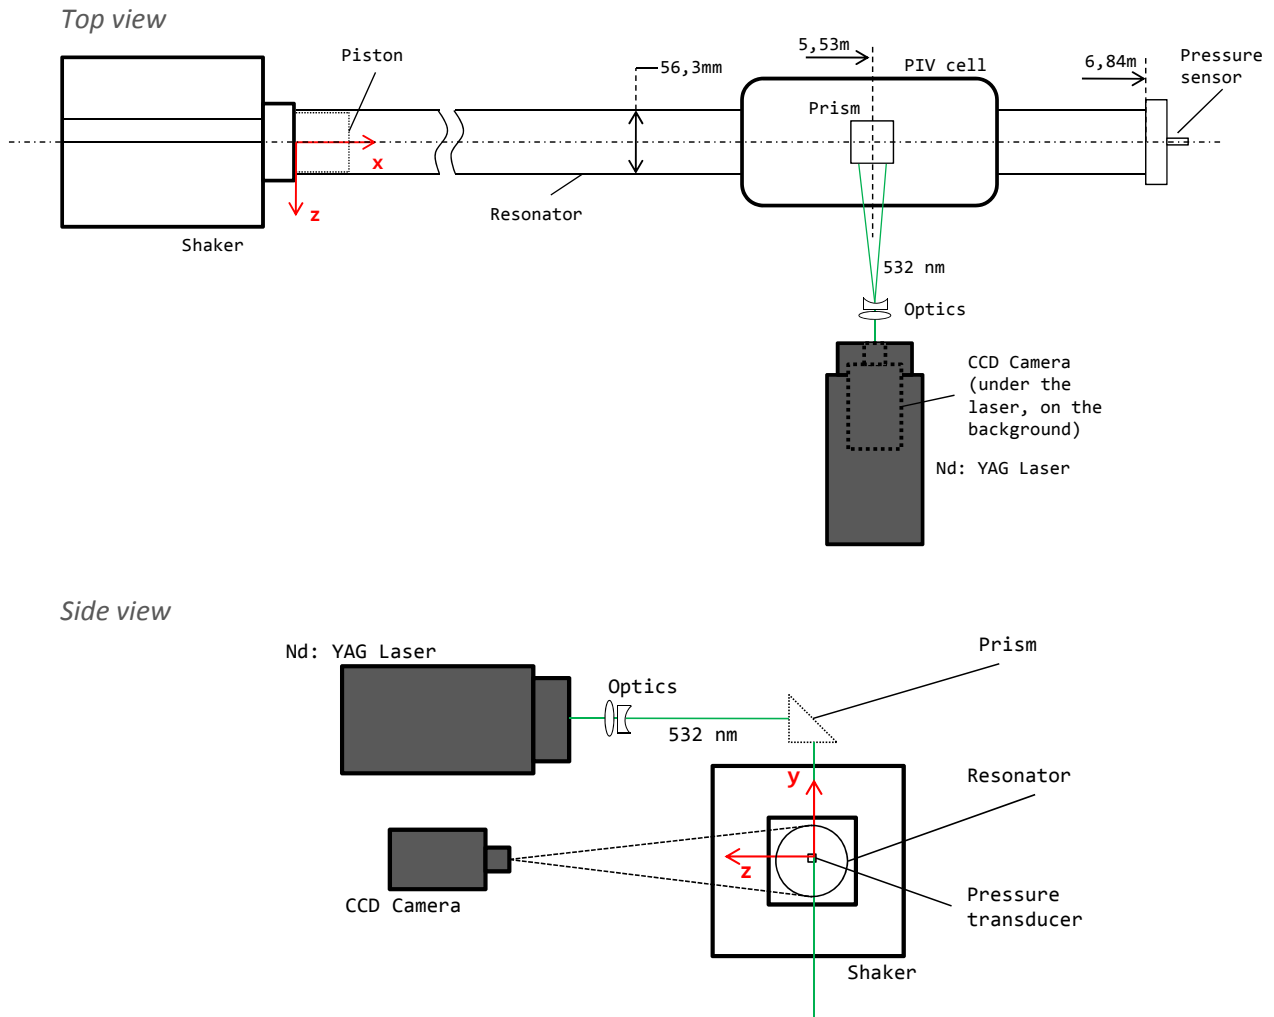 Top view
Piston
5,53m
56,3mm
PIV cell
6,84m
Pressure
sensor
Prism
x
z
Resonator
Shaker
532 nm
Optics
CCD Camera
(under the
laser, on the
background)
Nd: YAG Laser
Side view
Nd: YAG Laser
Prism
Optics
532 nm
y
Resonator
z
CCD Camera
Pressure
transducer
Shaker